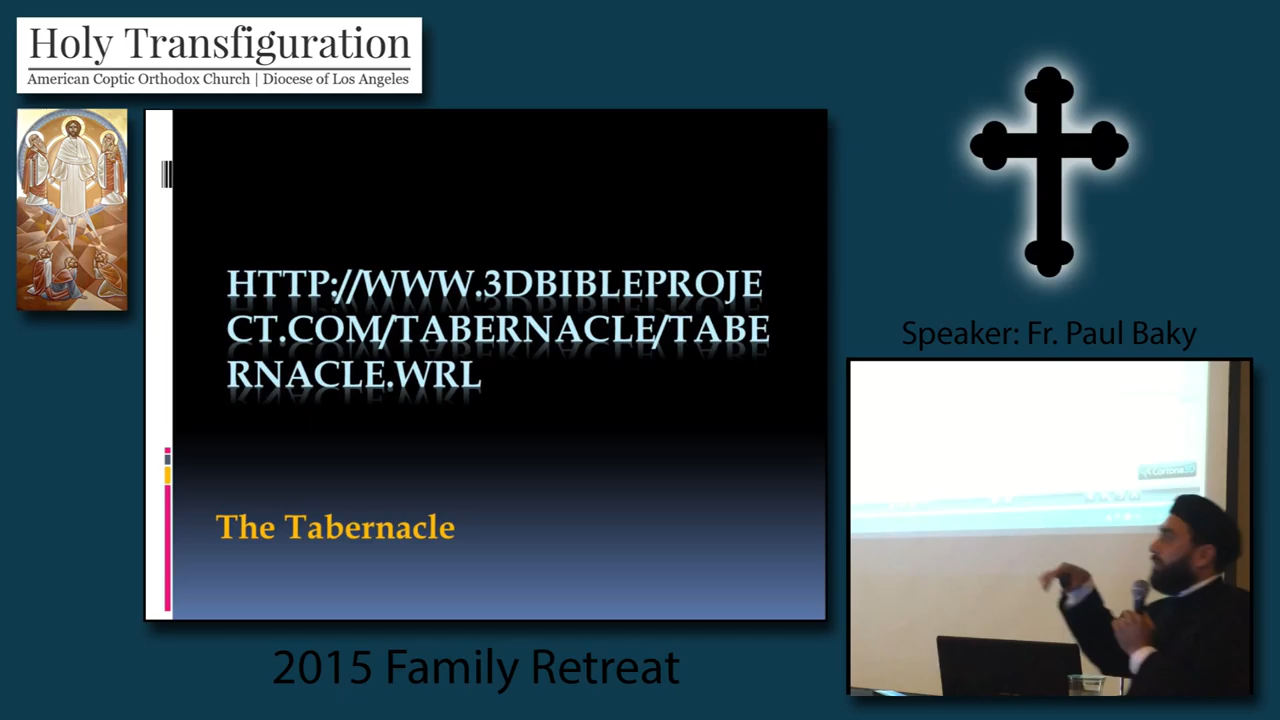 Holy Transfiguration
American Coptic Orthodox Church | Diocese of Los Angeles
HTTP://WWW.3DBIBLEPROJE
CT.COM/TABERNACLE/TABE
RNACLE.WRL
The Tabernacle
Speaker: Fr. Paul Baky
Cortona3D
2015 Family Retreat